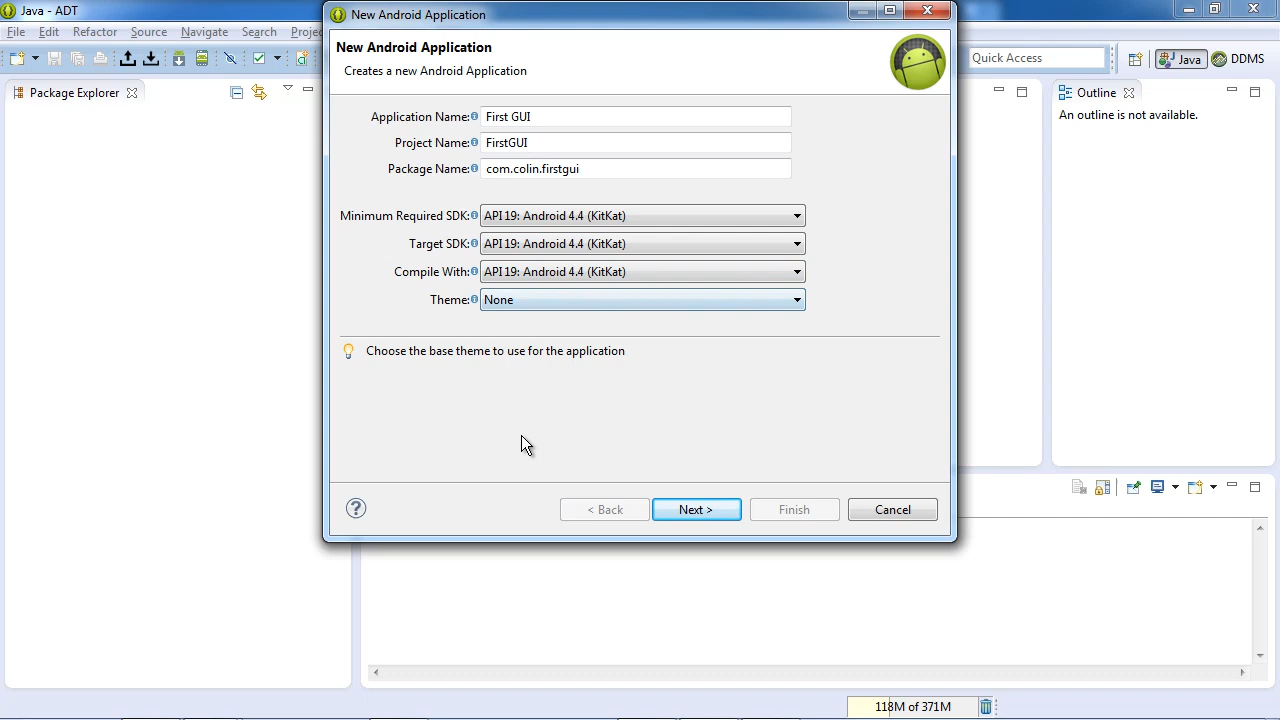 Java - ADT
New Android Application
File Edit Refactor Source Navigate Search Projec
New Android Application
Creates a new Android Application
Quick Access
Java
DDMS
Package Explorer
Outline
An outline is not available.
Application Name: First GUI
Project Name: FirstGUI
Package Name: com.colin.firstgui
Minimum Required SDK: API 19: Android 4.4 (KitKat)
Target SDK: API 19: Android 4.4 (KitKat)
Compile With: API 19: Android 4.4 (KitKat)
Theme: None
Choose the base theme to use for the application
< Back Next > Finish Cancel
118M of 371M